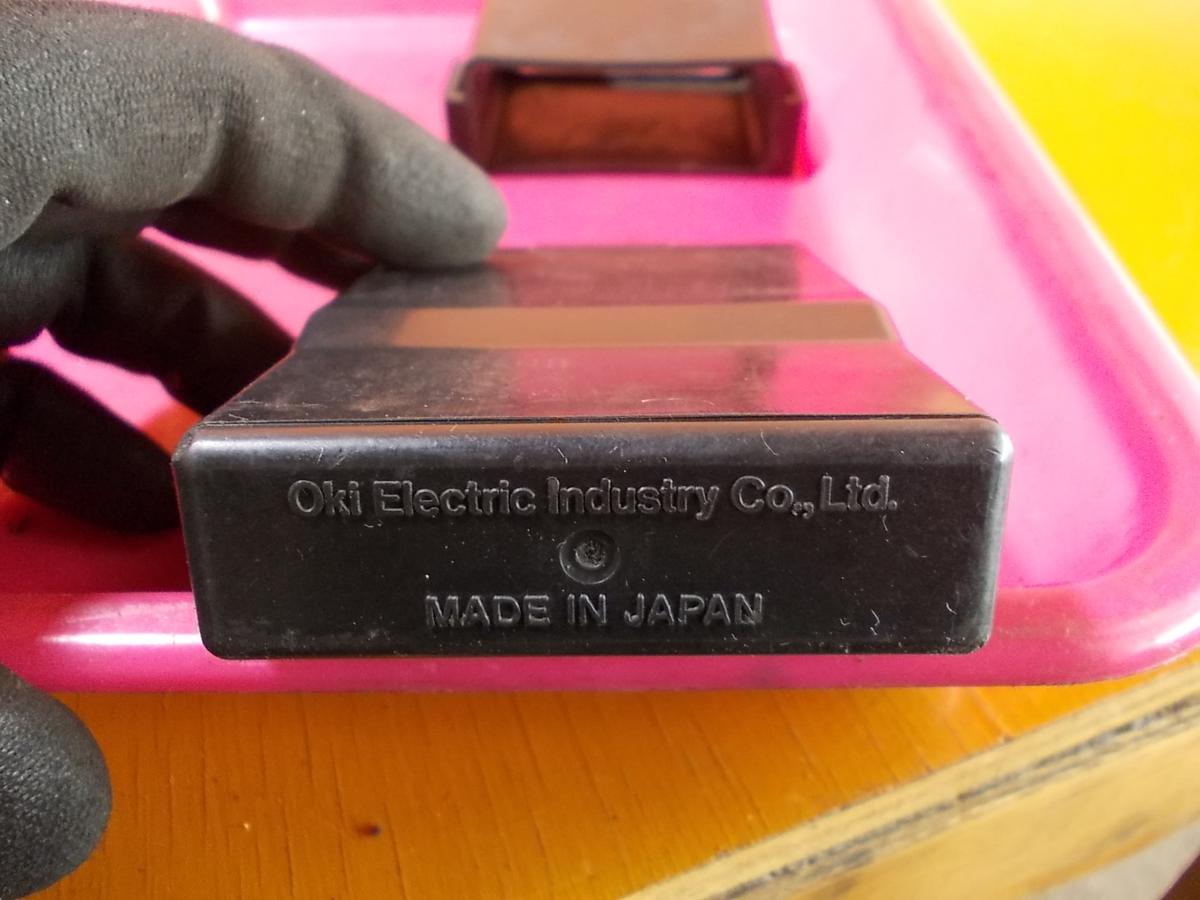 Oki Electric Industry Co., Ltd.
MADE IN JAPAN